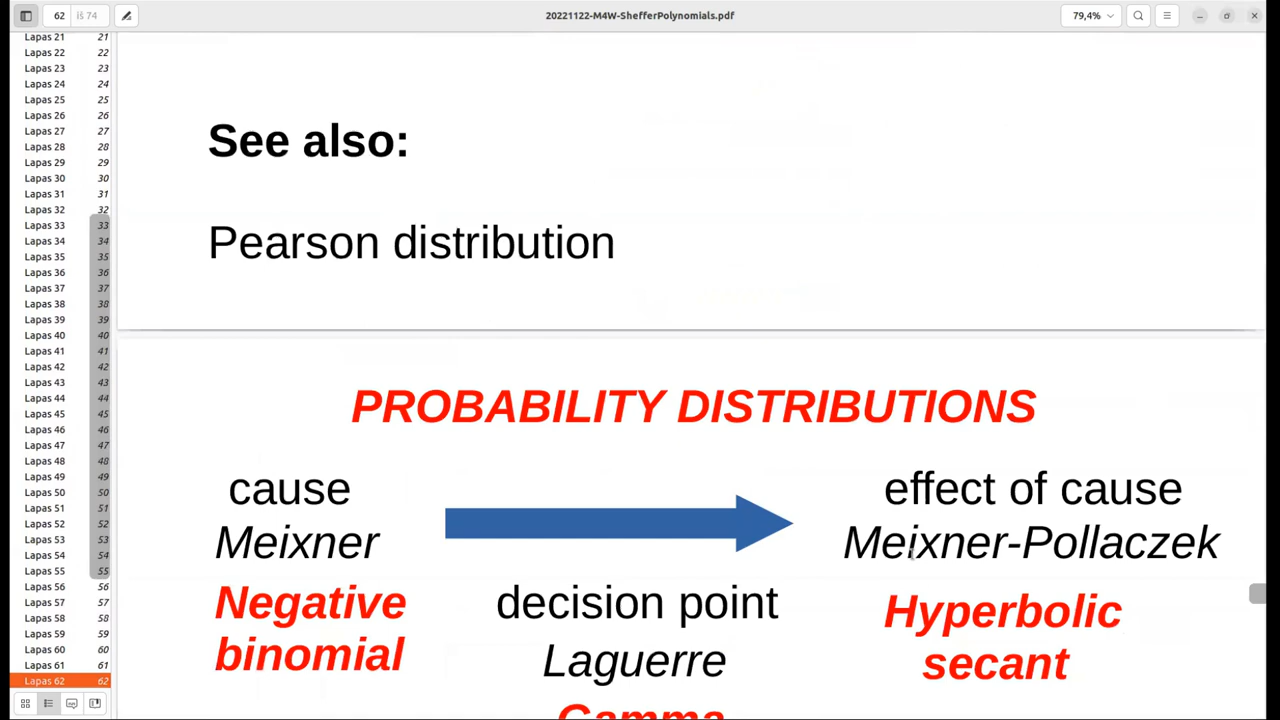 62
iš 74
20221122-M4W-ShefferPolynomials.pdf
79,4%
Lapas 21 21
Lapas 22 22
Lapas 23 23
Lapas 24 24
Lapas 25 25
Lapas 26 26
Lapas 27 27
Lapas 28 28
Lapas 29 29
Lapas 30 30
Lapas 31 31
Lapas 32 32
Lapas 33 33
Lapas 34 34
Lapas 35 35
Lapas 36 36
Lapas 37 37
Lapas 38 38
Lapas 39 39
Lapas 40 40
Lapas 41 41
Lapas 42 42
Lapas 43 43
Lapas 44 44
Lapas 45 45
Lapas 46 46
Lapas 47 47
Lapas 48 48
Lapas 49 49
Lapas 50 50
Lapas 51 51
Lapas 52 52
Lapas 53 53
Lapas 54 54
Lapas 55 55
Lapas 56 56
Lapas 57 57
Lapas 58 58
Lapas 59 59
Lapas 60 60
Lapas 61 61
Lapas 62 62
See also:
Pearson distribution
PROBABILITY DISTRIBUTIONS
cause
Meixner
Negative
binomial
decision point
Laguerre
Gamma
effect of cause
Meixner-Pollaczek
Hyperbolic
secant